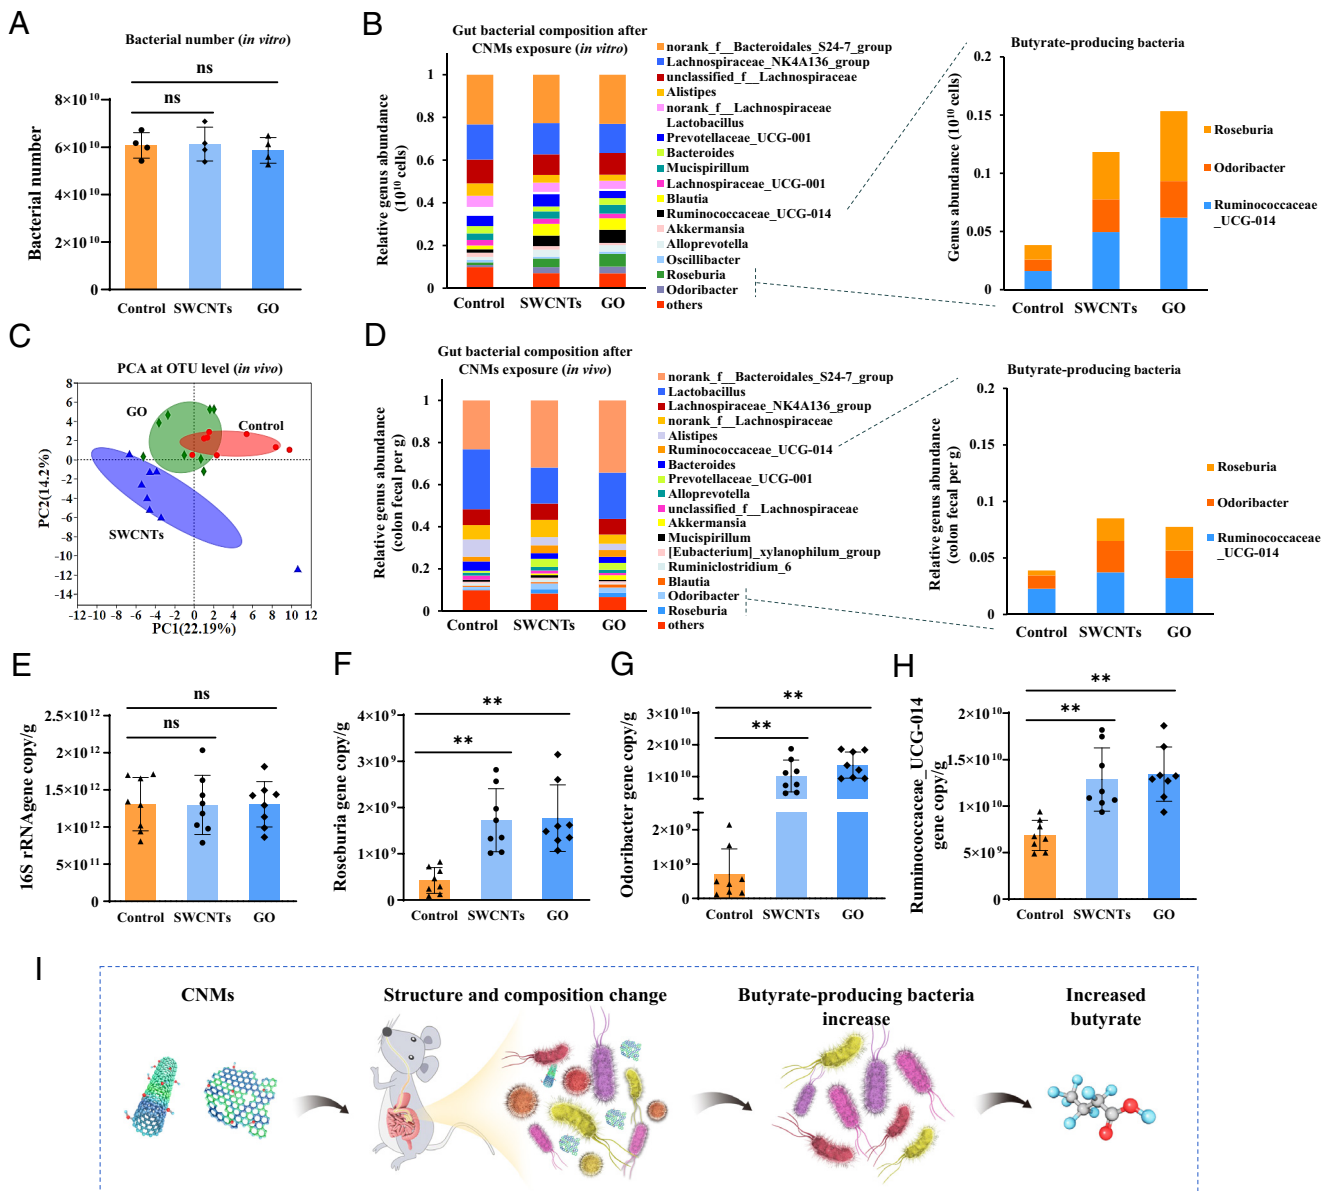 A
Bacterial number (in vitro)
ns
ns
8×10¹⁰
6×10¹⁰
4×10¹⁰
2×10¹⁰
0
Bacterial number
Control SWCNTs GO
B
Gut bacterial composition after
CNMs exposure (in vitro)
1
0.8
0.6
0.4
0.2
0
Relative genus abundance
(10¹⁰ cells)
Control SWCNTs GO
norank_f__Bacteroidales_S24-7_group
Lachnospiraceae_NK4A136_group
unclassified_f__Lachnospiraceae
Alistipes
norank_f__Lachnospiraceae
Lactobacillus
Prevotellaceae_UCG-001
Bacteroides
Mucispirillum
Lachnospiraceae_UCG-001
Blautia
Ruminococcaceae_UCG-014
Akkermansia
Alloprevotella
Oscillibacter
Roseburia
Odoribacter
others
Butyrate-producing bacteria
0.2
0.15
0.1
0.05
0
Genus abundance (10¹⁰ cells)
Control SWCNTs GO
Roseburia
Odoribacter
Ruminococcaceae
_UCG-014
C
PCA at OTU level (in vivo)
8
6
4
2
0
-2
-4
-6
-8
-10
-12
-14
PC2(14.2%)
GO
Control
SWCNTs
-12 -10 -8 -6 -4 -2 0 2 4 6 8 10 12
PC1(22.19%)
D
Gut bacterial composition after
CNMs exposure (in vivo)
1
0.8
0.6
0.4
0.2
0
Relative genus abundance
(colon fecal per g)
Control SWCNTs GO
norank_f__Bacteroidales_S24-7_group
Lactobacillus
Lachnospiraceae_NK4A136_group
norank_f__Lachnospiraceae
Alistipes
Ruminococcaceae_UCG-014
Bacteroides
Prevotellaceae_UCG-001
Alloprevotella
unclassified_f__Lachnospiraceae
Akkermansia
Mucispirillum
[Eubacterium]_xylanophilum_group
Ruminiclostridium_6
Blautia
Odoribacter
Roseburia
others
Butyrate-producing bacteria
0.2
0.15
0.1
0.05
0
Relative genus abundance
(colon fecal per g)
Control SWCNTs GO
Roseburia
Odoribacter
Ruminococcaceae
_UCG-014
E
ns
ns
2.5×10¹²
2×10¹²
1.5×10¹²
1×10¹²
5×10¹¹
0
16S rRNAgene copy/g
Control SWCNTs GO
F
**
**
4×10⁹
3×10⁹
2×10⁹
1×10⁹
0
Roseburia gene copy/g
Control SWCNTs GO
G
**
**
3×10¹⁰
2×10¹⁰
1×10¹⁰
2×10⁹
1×10⁹
0
Odoribacter gene copy/g
Control SWCNTs GO
H
**
**
2×10¹⁰
1×10¹⁰
1×10¹⁰
5×10⁹
0
Ruminococcaceae_UCG-014
gene copy/g
Control SWCNTs GO
I
CNMs
Structure and composition change
Butyrate-producing bacteria
increase
Increased
butyrate